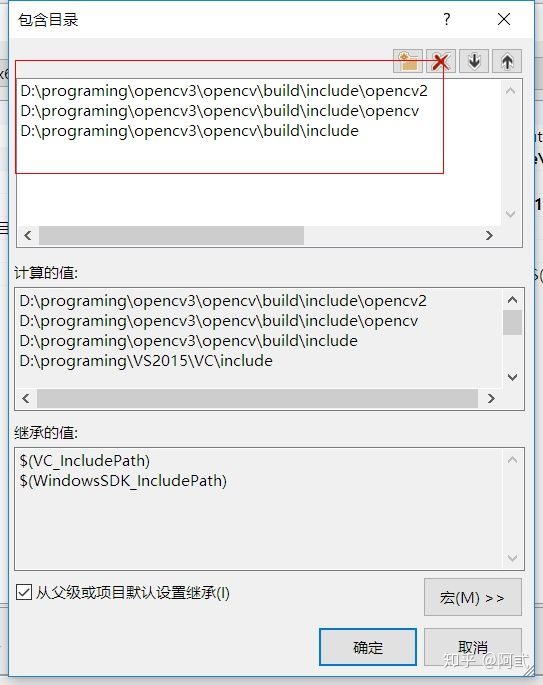 包含目录
?
D:\programing\opencv3\opencv\build\include\opencv2
D:\programing\opencv3\opencv\build\include\opencv
D:\programing\opencv3\opencv\build\include
计算的值:
D:\programing\opencv3\opencv\build\include\opencv2
D:\programing\opencv3\opencv\build\include\opencv
D:\programing\opencv3\opencv\build\include
D:\programing\VS2015\VC\include
继承的值:
$(VC_IncludePath)
$(WindowsSDK_IncludePath)
从父级或项目默认设置继承(I)
宏(M) >>
确定
取消
知乎 @阿弎